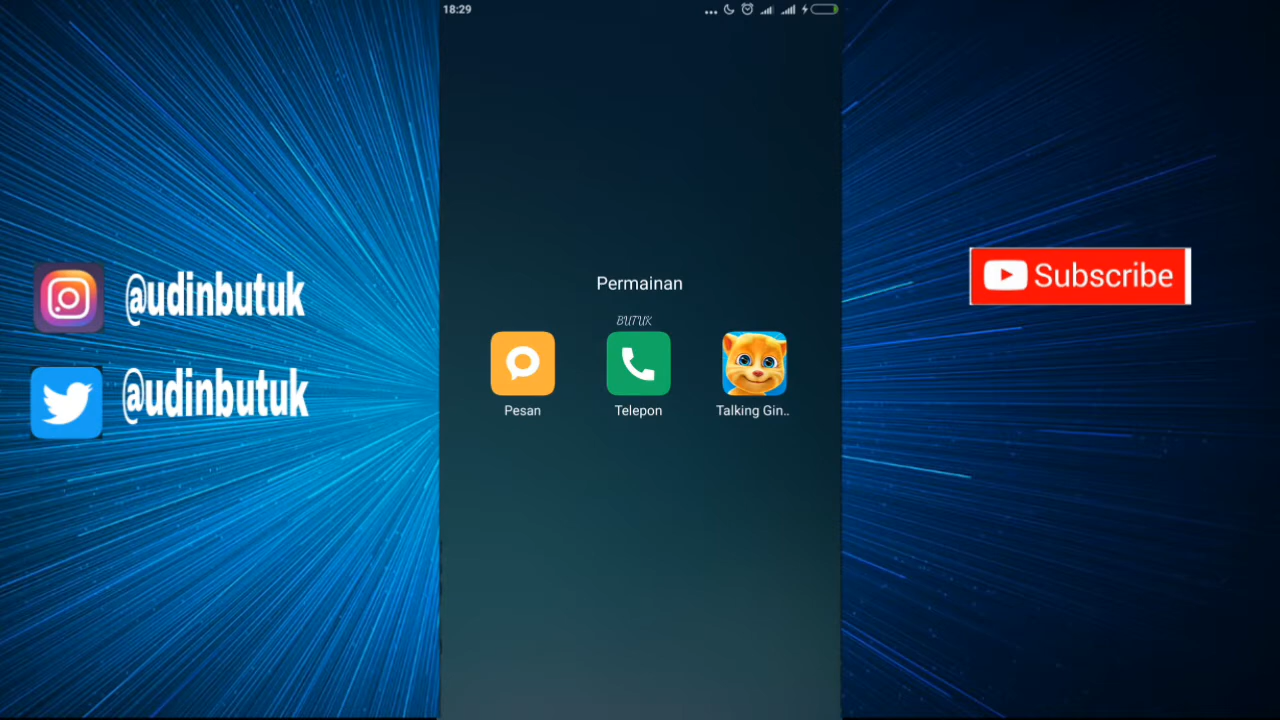 18:29
@udinbutuk
@udinbutuk
Permainan
BUTUK
Pesan
Telepon
Talking Gin..
Subscribe